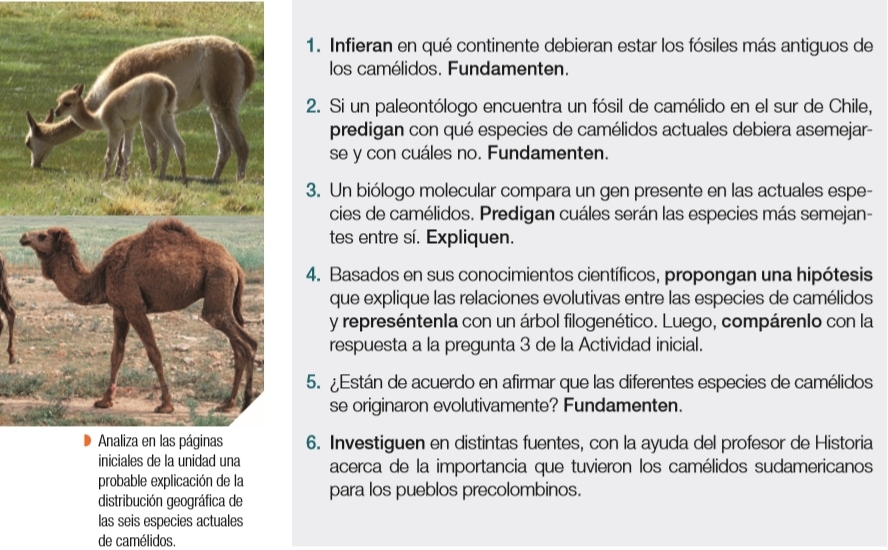 1. Infieran en qué continente debieran estar los fósiles más antiguos de
los camélidos. Fundamenten.
2. Si un paleontólogo encuentra un fósil de camélido en el sur de Chile,
predigan con qué especies de camélidos actuales debiera asemejar-
se y con cuáles no. Fundamenten.
3. Un biólogo molecular compara un gen presente en las actuales espe-
cies de camélidos. Predigan cuáles serán las especies más semejan-
tes entre sí. Expliquen.
4. Basados en sus conocimientos científicos, propongan una hipótesis
que explique las relaciones evolutivas entre las especies de camélidos
y represéntenla con un árbol filogenético. Luego, compárenlo con la
respuesta a la pregunta 3 de la Actividad inicial.
5. ¿Están de acuerdo en afirmar que las diferentes especies de camélidos
se originaron evolutivamente? Fundamenten.
6. Investiguen en distintas fuentes, con la ayuda del profesor de Historia
acerca de la importancia que tuvieron los camélidos sudamericanos
para los pueblos precolombinos.
Analiza en las páginas
iniciales de la unidad una
probable explicación de la
distribución geográfica de
las seis especies actuales
de camélidos.